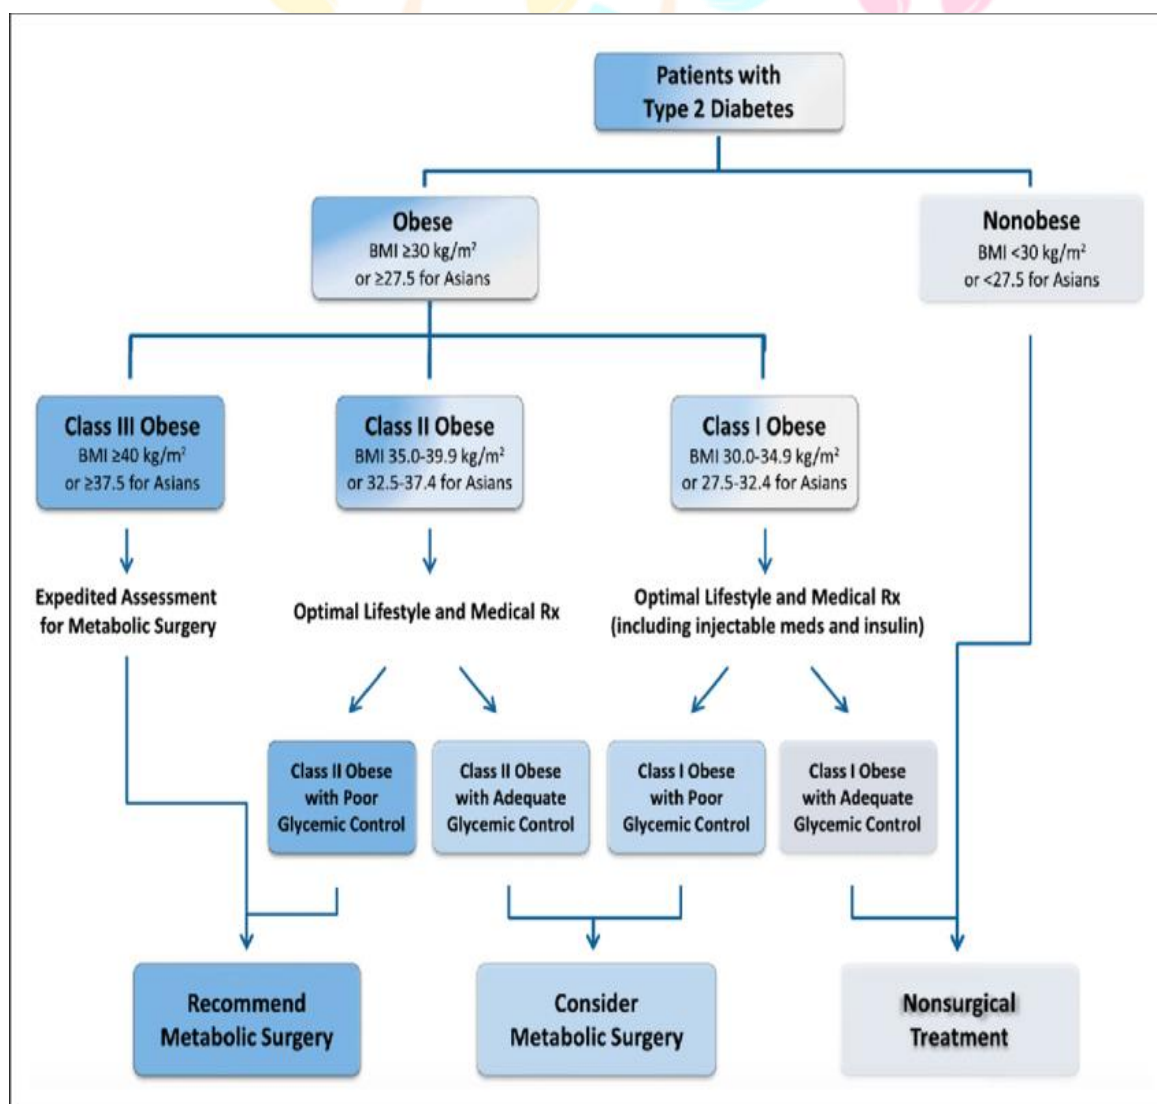 Patients with
Type 2 Diabetes
Obese
BMI ≥30 kg/m²
or ≥27.5 for Asians
Nonobese
BMI <30 kg/m²
or <27.5 for Asians
Class III Obese
BMI ≥40 kg/m²
or ≥37.5 for Asians
Class II Obese
BMI 35.0-39.9 kg/m²
or 32.5-37.4 for Asians
Class I Obese
BMI 30.0-34.9 kg/m²
or 27.5-32.4 for Asians
Expedited Assessment
for Metabolic Surgery
Optimal Lifestyle and Medical Rx
Optimal Lifestyle and Medical Rx
(including injectable meds and insulin)
Class II Obese
with Poor
Glycemic Control
Class II Obese
with Adequate
Glycemic Control
Class I Obese
with Poor
Glycemic Control
Class I Obese
with Adequate
Glycemic Control
Recommend
Metabolic Surgery
Consider
Metabolic Surgery
Nonsurgical
Treatment